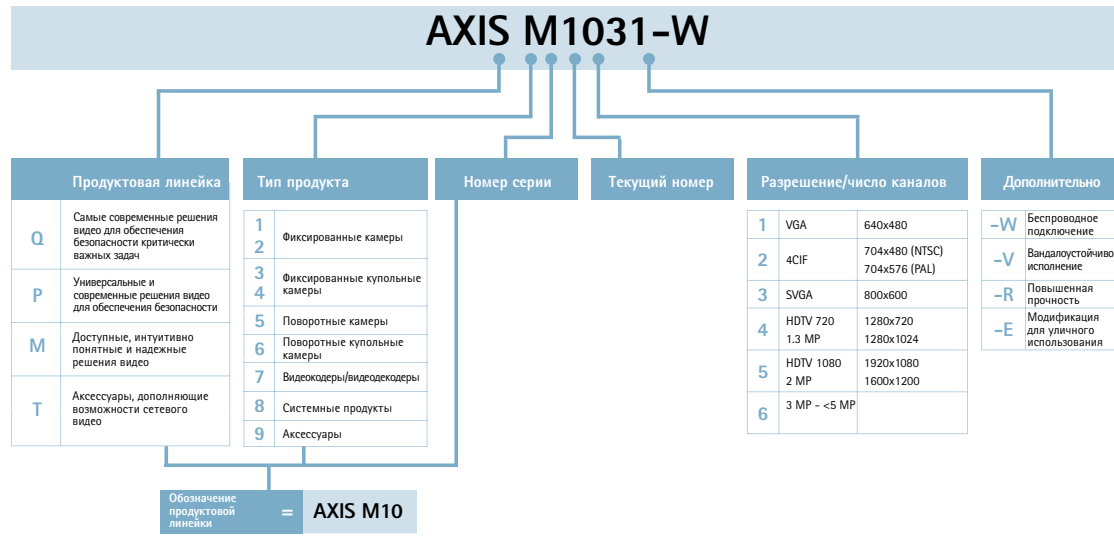 AXIS M1031-W
Продуктовая линейка
Q
Самые современные решения
видео для обеспечения
безопасности критически
важных задач
P
Универсальные и
современные решения видео
для обеспечения безопасности
M
Доступные, интуитивно
понятные и надежные
решения видео
T
Аксессуары, дополняющие
возможности сетевого
видео
Тип продукта
1
2
Фиксированные камеры
3
4
Фиксированные купольные
камеры
5
Поворотные камеры
6
Поворотные купольные
камеры
7
Видеокодеры/видеодекодеры
8
Системные продукты
9
Аксессуары
Номер серии
Текущий номер
Разрешение/число каналов
1 VGA 640x480
2 4CIF 704x480 (NTSC)
704x576 (PAL)
3 SVGA 800x600
4 HDTV 720 1280x720
1.3 MP 1280x1024
5 HDTV 1080 1920x1080
2 MP 1600x1200
6 3 MP - <5 MP
Дополнительно
-W
Беспроводное
подключение
-V
Вандалоустойчиво
исполнение
-R
Повышенная
прочность
-E
Модификация
для уличного
использования
Обозначение
продуктовой
линейки
= AXIS M10